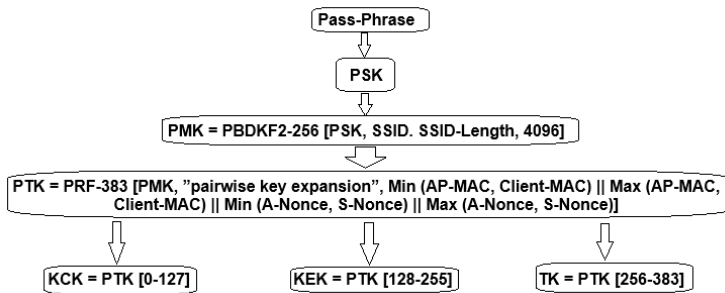 Pass-Phrase
PSK
PMK = PBDKF2-256 [PSK, SSID. SSID-Length, 4096]
PTK = PRF-383 [PMK, ”pairwise key expansion”, Min (AP-MAC, Client-MAC) || Max (AP-MAC,
Client-MAC) || Min (A-Nonce, S-Nonce) || Max (A-Nonce, S-Nonce)]
KCK = PTK [0-127]
KEK = PTK [128-255]
TK = PTK [256-383]